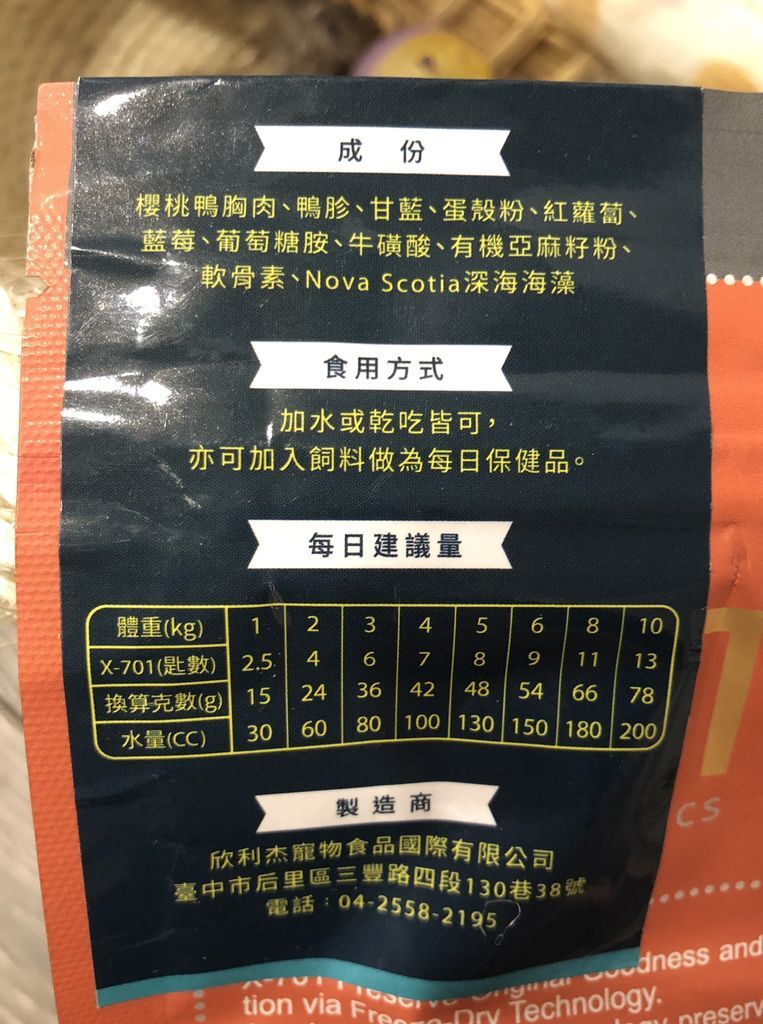 成 份
櫻桃鴨胸肉、鴨胗、甘藍、蛋殼粉、紅蘿蔔、
藍莓、葡萄糖胺、牛磺酸、有機亞麻籽粉、
軟骨素、Nova Scotia深海海藻
食用方式
加水或乾吃皆可，
亦可加入飼料做為每日保健品。
每日建議量
體重(kg) 1 2 3 4 5 6 8 10
X-701(匙數) 2.5 4 6 7 8 9 11 13
換算克數(g) 15 24 36 42 48 54 66 78
水量(CC) 30 60 80 100 130 150 180 200
製造商
欣利杰寵物食品國際有限公司
臺中市后里區三豐路四段130巷38號
電話：04-2558-2195
CS
Goodness and
tion via Freeze-Dry Technology.
preserv